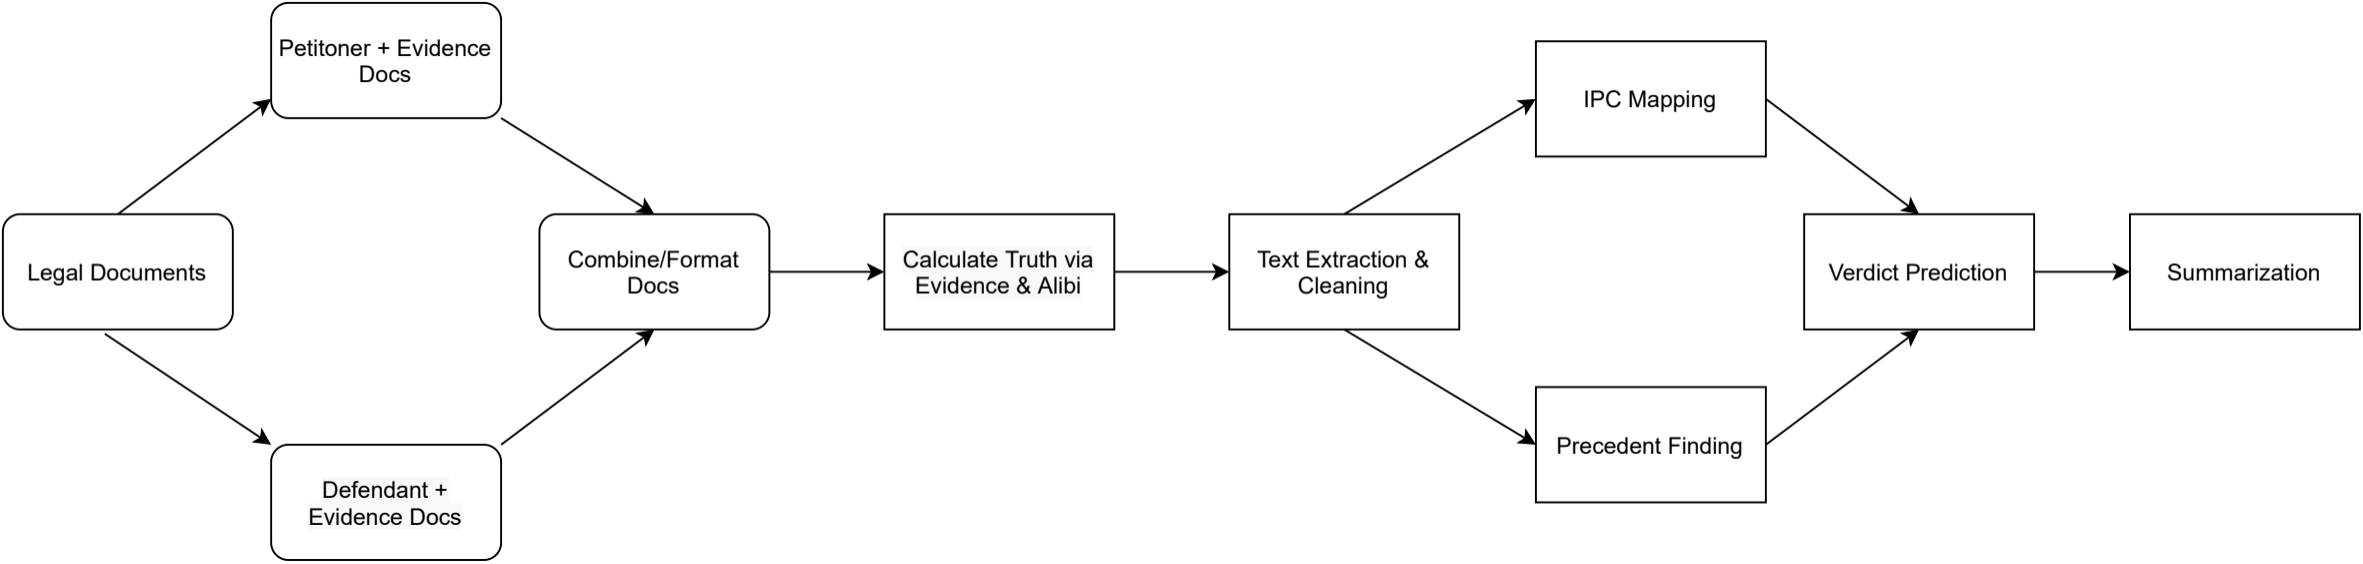 Petitoner + Evidence
Docs
Legal Documents
Defendant +
Evidence Docs
Combine/Format
Docs
Calculate Truth via
Evidence & Alibi
Text Extraction &
Cleaning
IPC Mapping
Precedent Finding
Verdict Prediction
Summarization